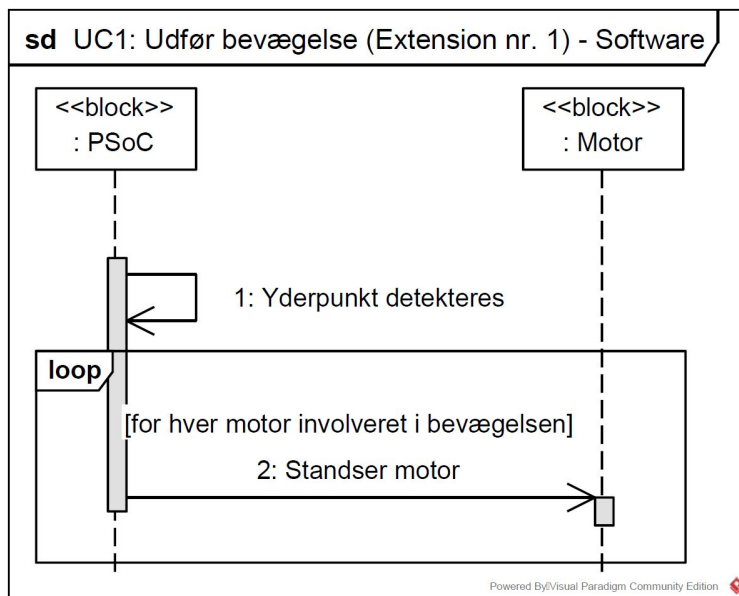 sd UC1: Udfør bevægelse (Extension nr. 1) - Software
<<block>>
: PSoC
<<block>>
: Motor
1: Yderpunkt detekteres
loop
[for hver motor involveret i bevægelsen]
2: Standser motor
Powered By Visual Paradigm Community Edition